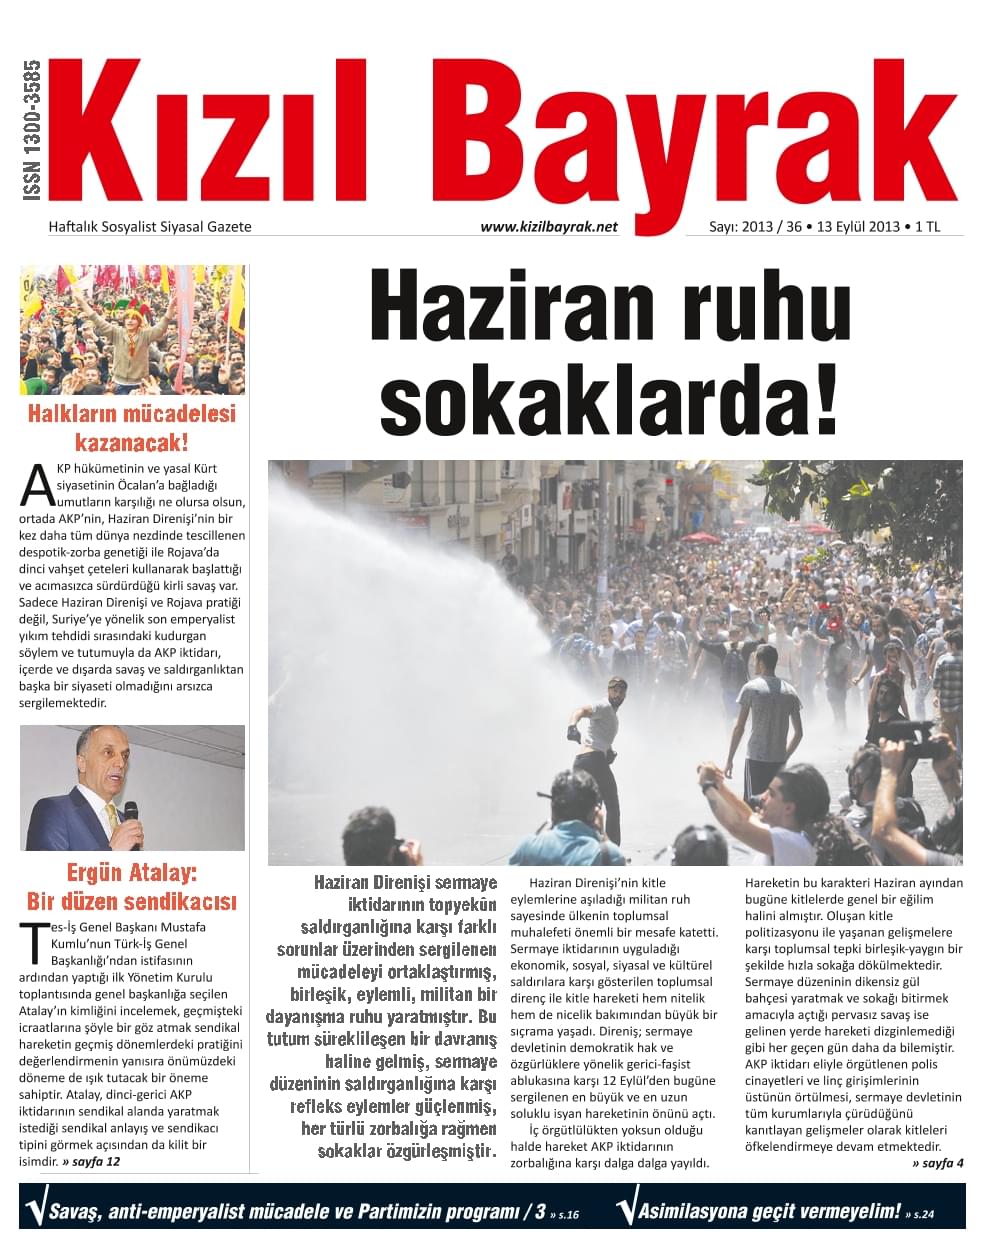 ISSN 1300-3585
Kızıl Bayrak
Haftalık Sosyalist Siyasal Gazete
www.kizilbayrak.net
Sayı: 2013 / 36 • 13 Eylül 2013 • 1 TL
Halkların mücadelesi
kazanacak!
AKP hükümetinin ve yasal Kürt
siyasetinin Öcalan’a bağladığı
umutların karşılığı ne olursa olsun,
ortada AKP’nin, Haziran Direnişi’nin bir
kez daha tüm dünya nezdinde tescillenen
despotik-zorba genetiği ile Rojava’da
dinci vahşet çeteleri kullanarak başlattığı
ve acımasızca sürdürdüğü kirli savaş var.
Sadece Haziran Direnişi ve Rojava pratiği
değil, Suriye’ye yönelik son emperyalist
yıkım tehdidi sırasındaki kudurgan
söylem ve tutumuyla da AKP iktidarı,
içerde ve dışarda savaş ve saldırganlıktan
başka bir siyaseti olmadığını arsızca
sergilemektedir.
Ergün Atalay:
Bir düzen sendikacısı
Tes-İş Genel Başkanı Mustafa
Kumlu’nun Türk-İş Genel
Başkanlığı’ndan istifasının
ardından yaptığı ilk Yönetim Kurulu
toplantısında genel başkanlığa seçilen
Atalay’ın kimliğini incelemek, geçmişteki
icraatlarına şöyle bir göz atmak sendikal
hareketin geçmiş dönemlerdeki pratiğini
değerlendirmenin yanısıra önümüzdeki
döneme de ışık tutacak bir öneme
sahiptir. Atalay, dinci-gerici AKP
iktidarının sendikal alanda yaratmak
istediği sendikal anlayış ve sendikacı
tipini görmek açısından da kilit bir
isimdir. » sayfa 12
Haziran ruhu
sokaklarda!
Haziran Direnişi sermaye
iktidarının topyekün
saldırganlığına karşı farklı
sorunlar üzerinden sergilenen
mücadeleyi ortaklaştırmış,
birleşik, eylemli, militan bir
dayanışma ruhu yaratmıştır. Bu
tutum süreklileşen bir davranış
haline gelmiş, sermaye
düzeninin saldırganlığına karşı
refleks eylemler güçlenmiş,
her türlü zorbalığa rağmen
sokaklar özgürleşmiştir.
Haziran Direnişi’nin kitle
eylemlerine aşıladığı militan ruh
sayesinde ülkenin toplumsal
muhalefeti önemli bir mesafe katetti.
Sermaye iktidarının uyguladığı
ekonomik, sosyal, siyasal ve kültürel
saldırılara karşı gösterilen toplumsal
direnç ile kitle hareketi hem nitelik
hem de nicelik bakımından büyük bir
sıçrama yaşadı. Direniş; sermaye
devletinin demokratik hak ve
özgürlüklere yönelik gerici-faşist
ablukasına karşı 12 Eylül’den bugüne
sergilenen en büyük ve en uzun
soluklu isyan hareketinin önünü açtı.
İç örgütlülükten yoksun olduğu
halde hareket AKP iktidarının
zorbalığına karşı dalga dalga yayıldı.
Hareketin bu karakteri Haziran ayından
bugüne kitlelerde genel bir eğilim
halini almıştır. Oluşan kitle
politizasyonu ile yaşanan gelişmelere
karşı toplumsal tepki birleşik-yaygın bir
şekilde hızla sokağa dökülmektedir.
Sermaye düzeninin dikensiz gül
bahçesi yaratmak ve sokağı bitirmek
amacıyla açtığı pervasız savaş ise
gelinen yerde hareketi dizginlemediği
gibi her geçen gün daha da bilemiştir.
AKP iktidarı eliyle örgütlenen polis
cinayetleri ve linç girişimlerinin
üstünün örtülmesi, sermaye devletinin
tüm kurumlarıyla çürüdüğünü
kanıtlayan gelişmeler olarak kitleleri
öfkelendirmeye devam etmektedir.
» sayfa 4
Savaş, anti-emperyalist mücadele ve Partimizin programı / 3 » s.16
Asimilasyona geçit vermeyelim! » s.24